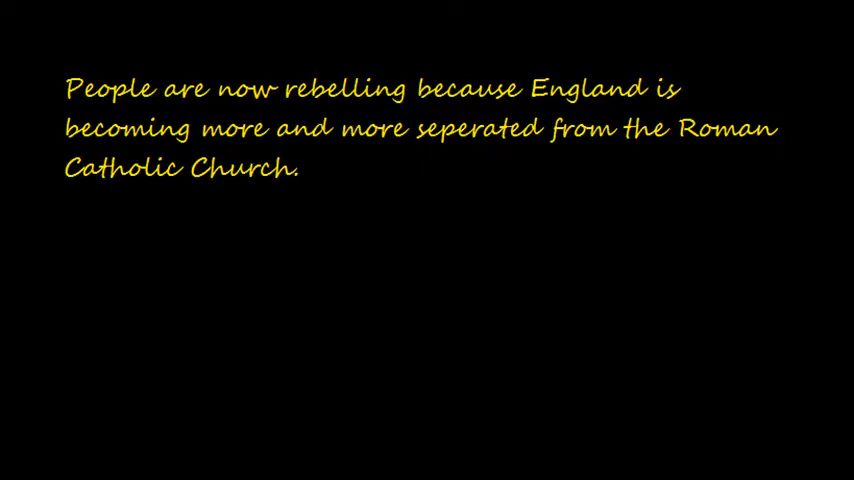 People are now rebelling because England is
becoming more and more seperated from the Roman
Catholic Church.